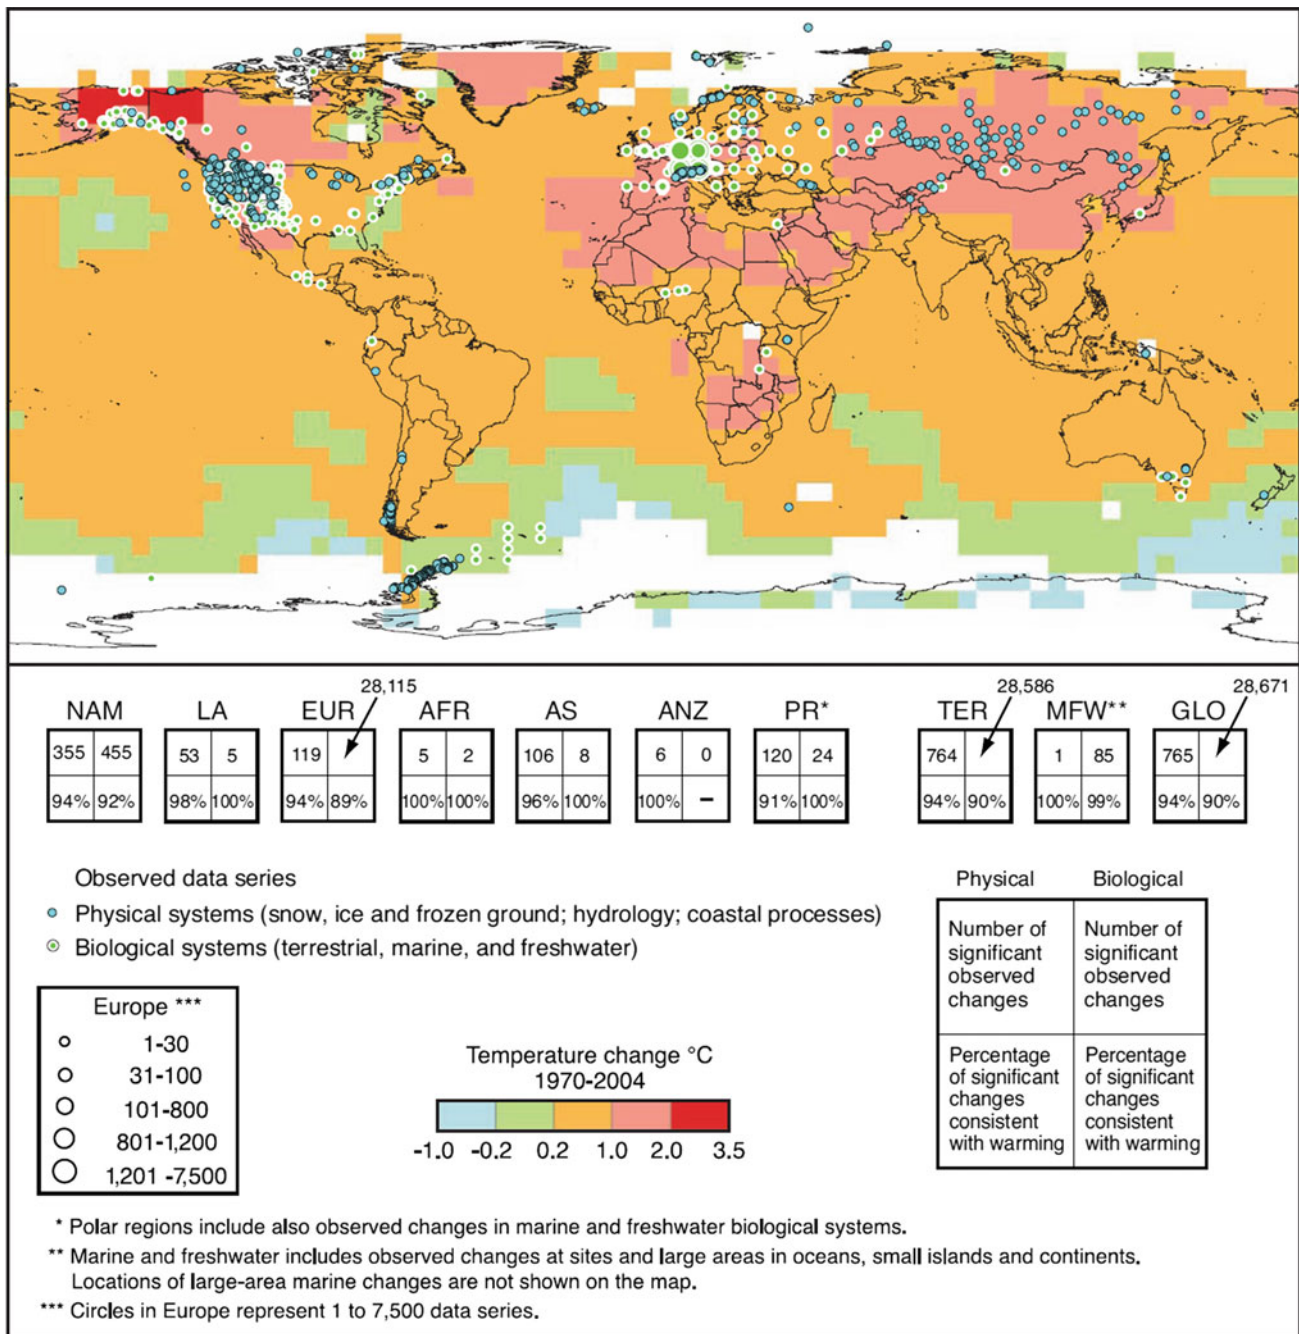 28,115
28,586
28,671
NAM LA EUR AFR AS ANZ PR* TER MFW** GLO
355 455 53 5 119 5 2 106 8 6 0 120 24 764 1 85 765
94% 92% 98% 100% 94% 89% 100% 100% 96% 100% 100% – 91% 100% 94% 90% 100% 99% 94% 90%
Observed data series
Physical systems (snow, ice and frozen ground; hydrology; coastal processes)
Biological systems (terrestrial, marine, and freshwater)
Europe ***
1-30
31-100
101-800
801-1,200
1,201 -7,500
Temperature change °C
1970-2004
-1.0 -0.2 0.2 1.0 2.0 3.5
Physical Biological
Number of Number of
significant significant
observed observed
changes changes
Percentage Percentage
of significant of significant
changes changes
consistent consistent
with warming with warming
* Polar regions include also observed changes in marine and freshwater biological systems.
** Marine and freshwater includes observed changes at sites and large areas in oceans, small islands and continents.
Locations of large-area marine changes are not shown on the map.
*** Circles in Europe represent 1 to 7,500 data series.